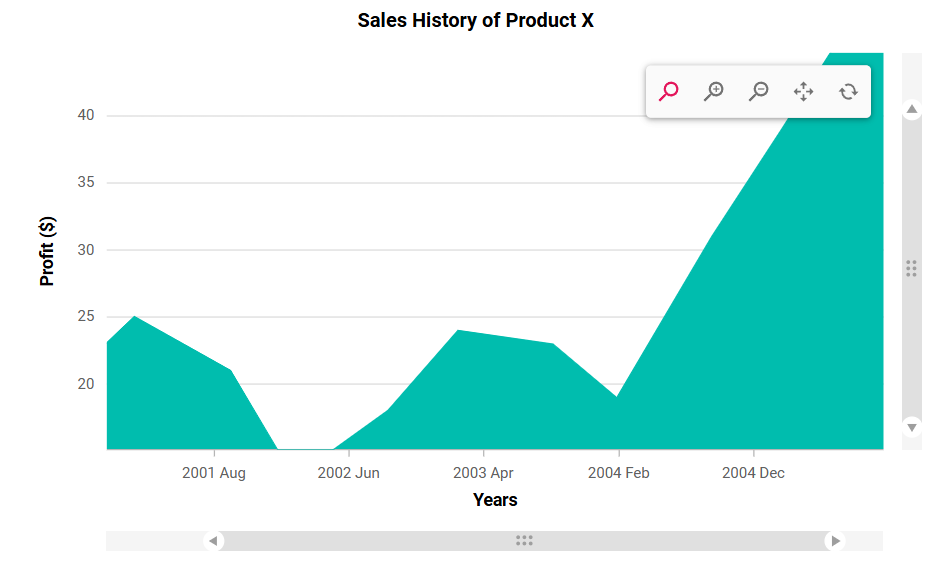 Sales History of Product X
40
35
30
25
20
Profit ($)
2001 Aug 2002 Jun 2003 Apr 2004 Feb 2004 Dec
Years